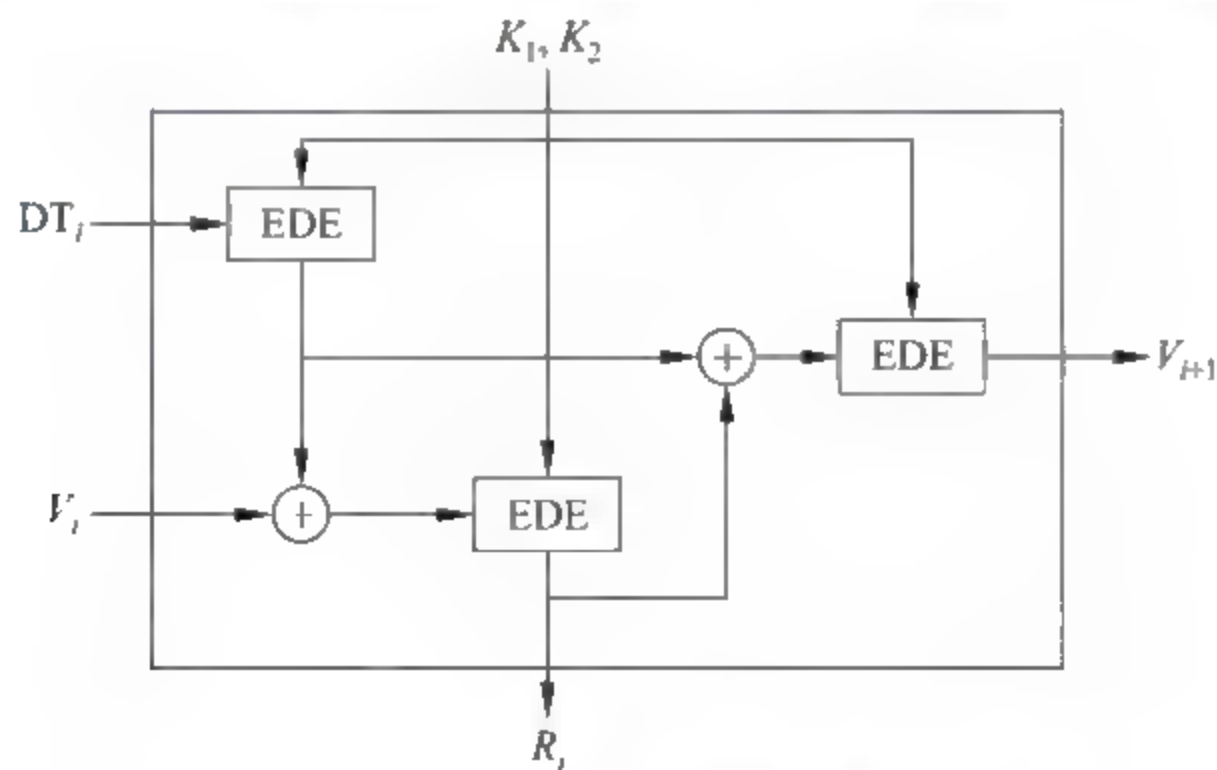 K₁, K₂
DTᵢ
EDE
+
EDE
Vᵢ₊₁
Vᵢ
+
EDE
Rᵢ